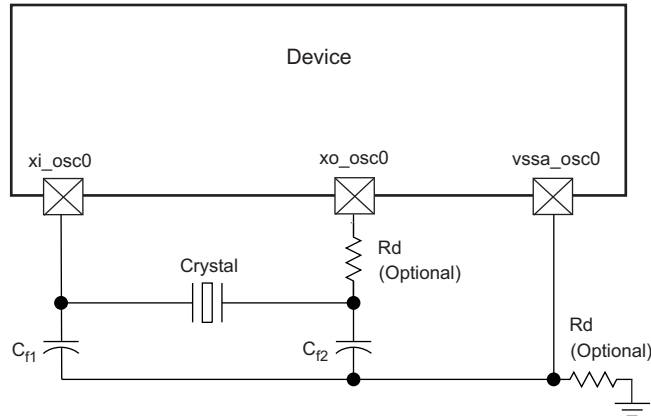 Device
xi_osc0
xo_osc0
vssa_osc0
Rd
(Optional)
Crystal
Rd
(Optional)
Cf1
Cf2